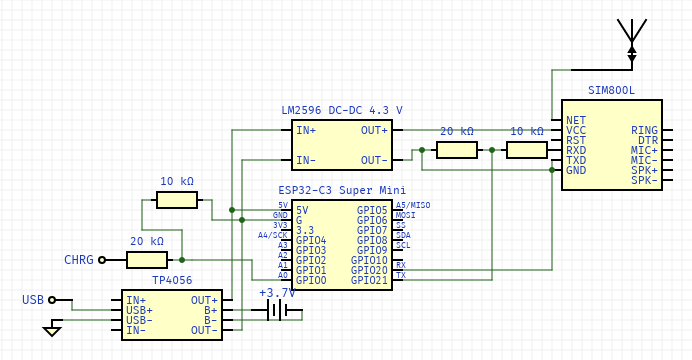 SIM800L
NET
VCC
RST
RXD
TXD
GND
RING
DTR
MIC+
MIC-
SPK+
SPK-
LM2596 DC-DC 4.3 V
IN+
IN-
OUT+
OUT-
20 kΩ
10 kΩ
ESP32-C3 Super Mini
5V
GND
3V3
A4/SCK
A3
A2
A1
A0
5V
G
3.3
GPIO4
GPIO3
GPIO2
GPIO1
GPIO0
GPIO5
GPIO6
GPIO7
GPIO8
GPIO9
GPIO10
GPIO20
GPIO21
A5/MISO
MOSI
SS
SDA
SCL
RX
TX
10 kΩ
20 kΩ
CHRG
TP4056
IN+
USB+
USB-
IN-
OUT+
B+
B-
OUT-
USB
+3.7V